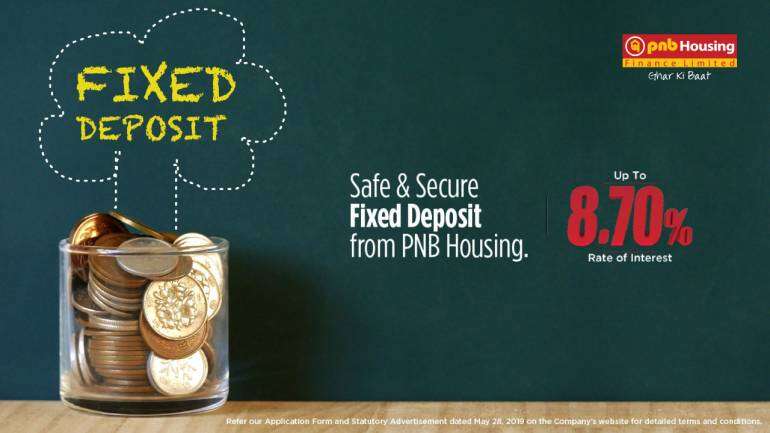 FIXED
DEPOSIT
pnb Housing
Finance Limited
Ghar Ki Baat
Safe & Secure
Fixed Deposit
from PNB Housing.
Up To
8.70%
Rate of Interest
Refer our Application Form and Statutory Advertisement dated May 28, 2019 on the Company's website for detailed terms and conditions.